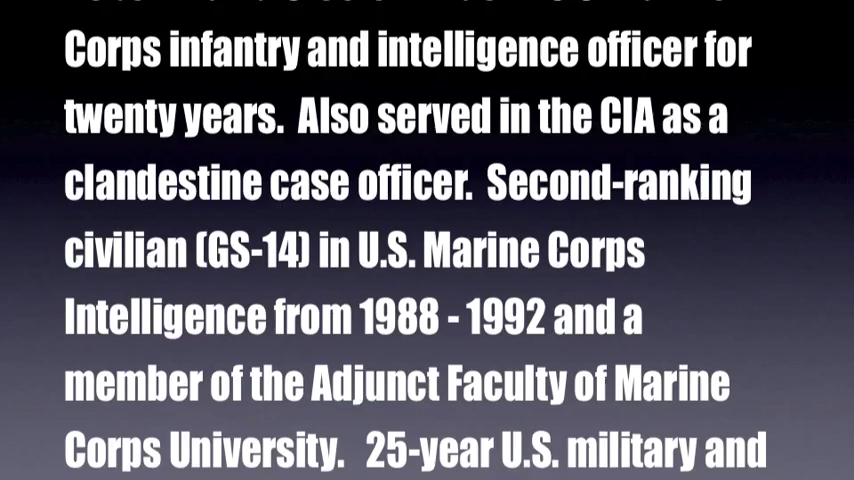 Corps infantry and intelligence officer for
twenty years.  Also served in the CIA as a
clandestine case officer.  Second-ranking
civilian (GS-14) in U.S. Marine Corps
Intelligence from 1988 - 1992 and a
member of the Adjunct Faculty of Marine
Corps University.   25-year U.S. military and